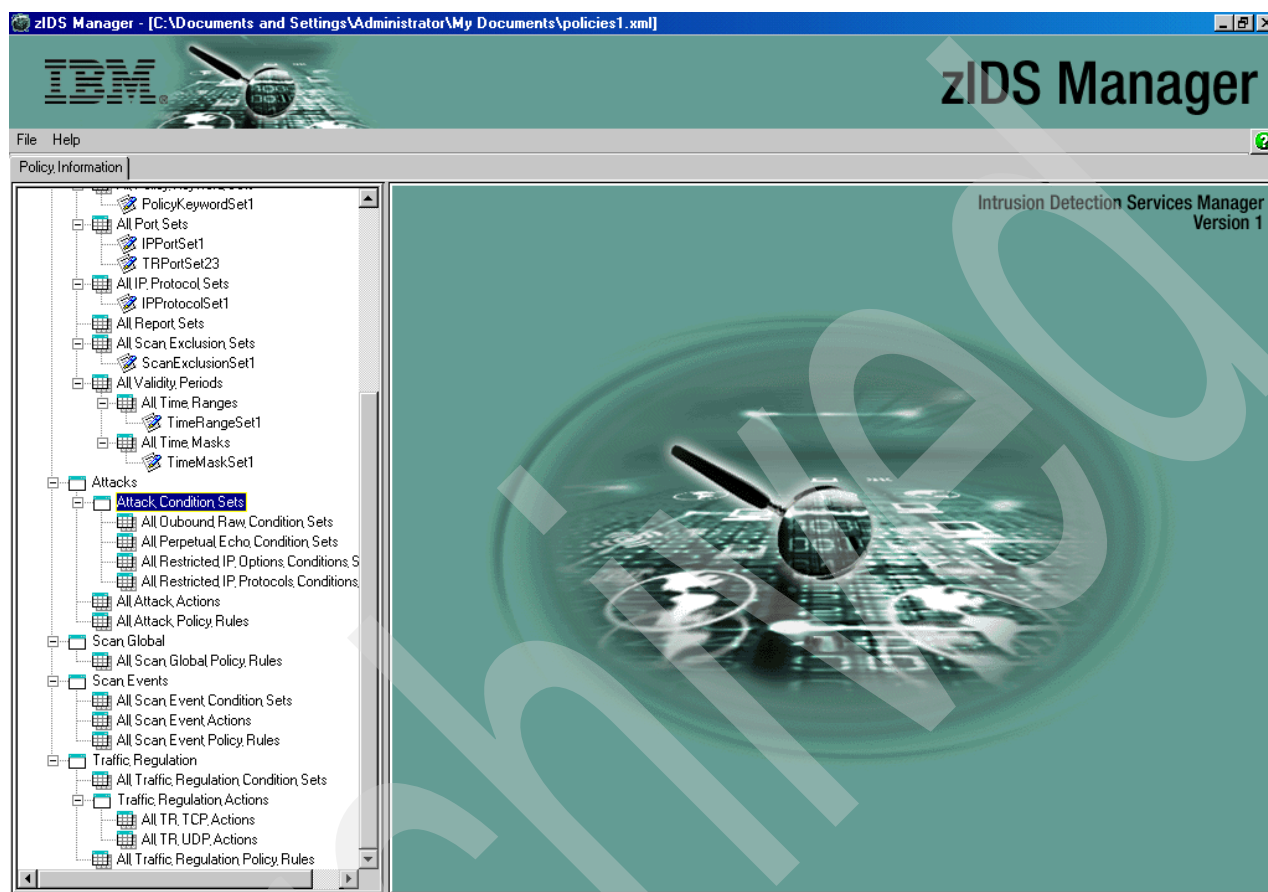 zIDS Manager - [C:\Documents and Settings\Administrator\My Documents\policies1.xml]
IBM®
zIDS Manager
File Help
Policy Information
PolicyKeywordSet1
All Port Sets
IPPortSet1
TRPortSet23
All IP Protocol Sets
IPProtocolSet1
All Report Sets
All Scan Exclusion Sets
ScanExclusionSet1
All Validity Periods
All Time Ranges
TimeRangeSet1
All Time Masks
TimeMaskSet1
Attacks
Attack Condition Sets
All Oubound Raw Condition Sets
All Perpetual Echo Condition Sets
All Restricted IP Options Conditions S
All Restricted IP Protocols Conditions
All Attack Actions
All Attack Policy Rules
Scan Global
All Scan Global Policy Rules
Scan Events
All Scan Event Condition Sets
All Scan Event Actions
All Scan Event Policy Rules
Traffic Regulation
All Traffic Regulation Condition Sets
Traffic Regulation Actions
All TR TCP Actions
All TR UDP Actions
All Traffic Regulation Policy Rules
Intrusion Detection Services Manager
Version 1